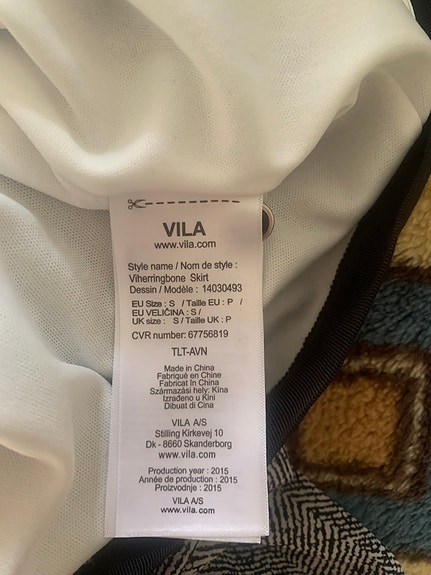 VILA
www.vila.com
Style name / Nom de style :
Viherringbone Skirt
Dessin / Modèle : 14030493
EU Size : S / Taille EU : P /
EU VELIČINA : S /
UK size : S / Taille UK : P
CVR number: 67756819
TLT-AVN
Made in China
Fabriqué en Chine
Fabricat în China
Származási hely: Kína
Izrađeno u Kini
Dibuat di Cina
VILA A/S
Stilling Kirkevej 10
Dk - 8660 Skanderborg
www.vila.com
Production year : 2015
Année de production : 2015
Proizvodnje : 2015
VILA A/S
www.vila.com